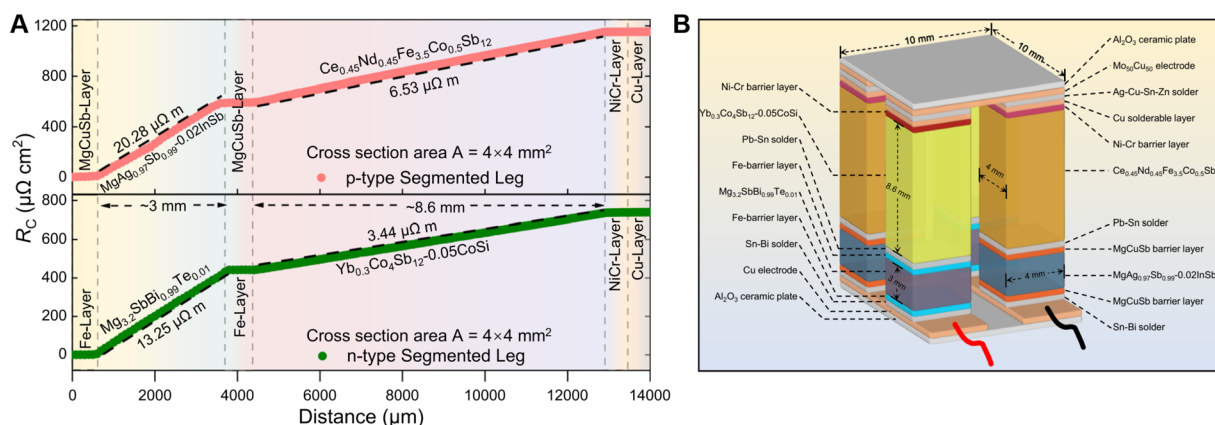 A
1200
800
400
0
R_C (μΩ cm²)
MgCuSb-Layer
20.28 μΩ m
MgAg0.97Sb0.99-0.02InSb
MgCuSb-Layer
Ce0.45Nd0.45Fe3.5Co0.5Sb12
6.53 μΩ m
Cross section area A = 4×4 mm²
p-type Segmented Leg
NiCr-Layer
Cu-Layer
800
600
400
200
0
~3 mm
~8.6 mm
Fe-Layer
Mg3.2SbBi0.99Te0.01
13.25 μΩ m
Fe-Layer
3.44 μΩ m
Yb0.3Co4Sb12-0.05CoSi
Cross section area A = 4×4 mm²
n-type Segmented Leg
NiCr-Layer
Cu-Layer
0 2000 4000 6000 8000 10000 12000 14000
Distance (μm)
B
10 mm
10 mm
Ni-Cr barrier layer
Yb0.3Co4Sb12-0.05CoSi
Pb-Sn solder
Fe-barrier layer
Mg3.2SbBi0.99Te0.01
Fe-barrier layer
Sn-Bi solder
Cu electrode
Al2O3 ceramic plate
8.6 mm
3 mm
4 mm
4 mm
Al2O3 ceramic plate
Mo50Cu50 electrode
Ag-Cu-Sn-Zn solder
Cu solderable layer
Ni-Cr barrier layer
Ce0.45Nd0.45Fe3.5Co0.5Sb
Pb-Sn solder
MgCuSb barrier layer
MgAg0.97Sb0.99-0.02InSb
MgCuSb barrier layer
Sn-Bi solder